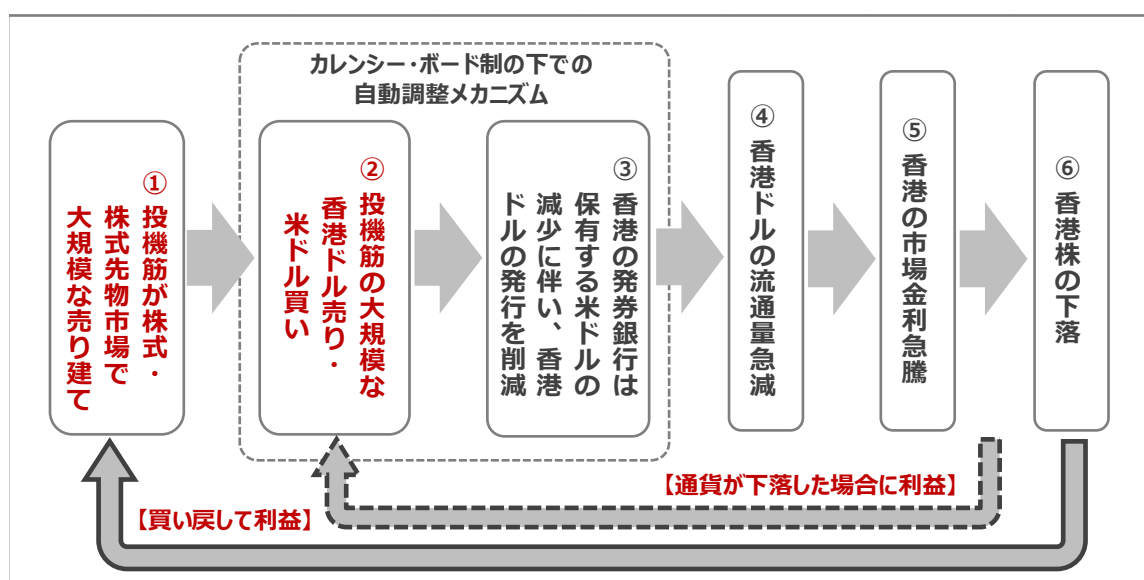 カレンシー・ボード制の下での
自動調整メカニズム
① 投機筋が株式・
株式先物市場で
大規模な売り建て
② 投機筋の大規模な
香港ドル売り・
米ドル買い
③ 香港の発券銀行は
保有する米ドルの
減少に伴い、香港
ドルの発行を削減
④ 香港ドルの流通量急減
⑤ 香港の市場金利急騰
⑥ 香港株の下落
【通貨が下落した場合に利益】
【買い戻して利益】